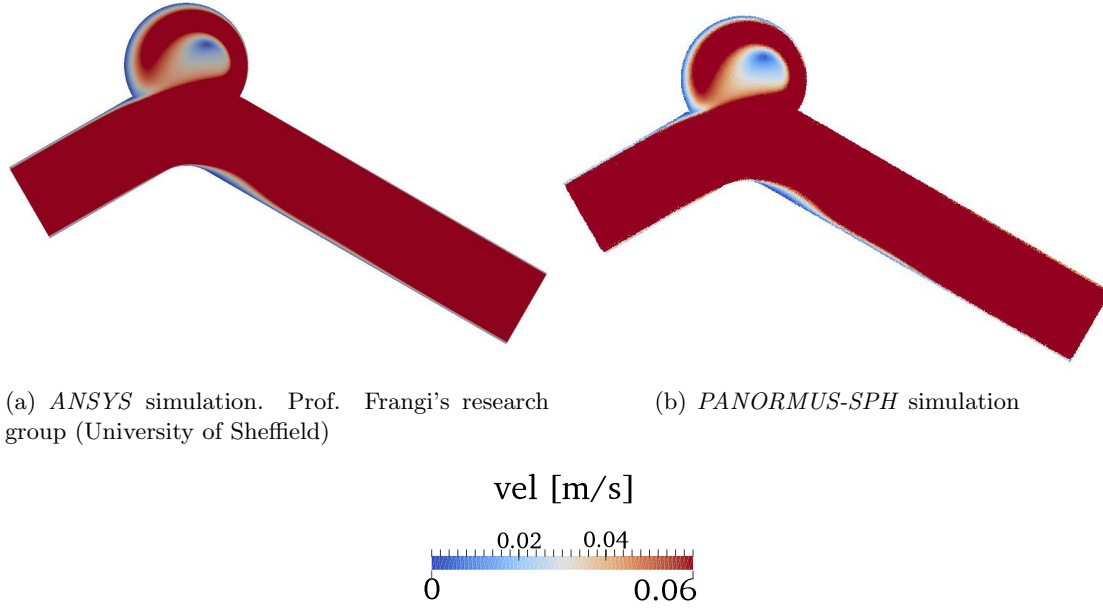 (a) ANSYS simulation. Prof. Frangi's research
group (University of Sheffield)
(b) PANORMUS-SPH simulation
vel [m/s]
0.02 0.04
0 0.06